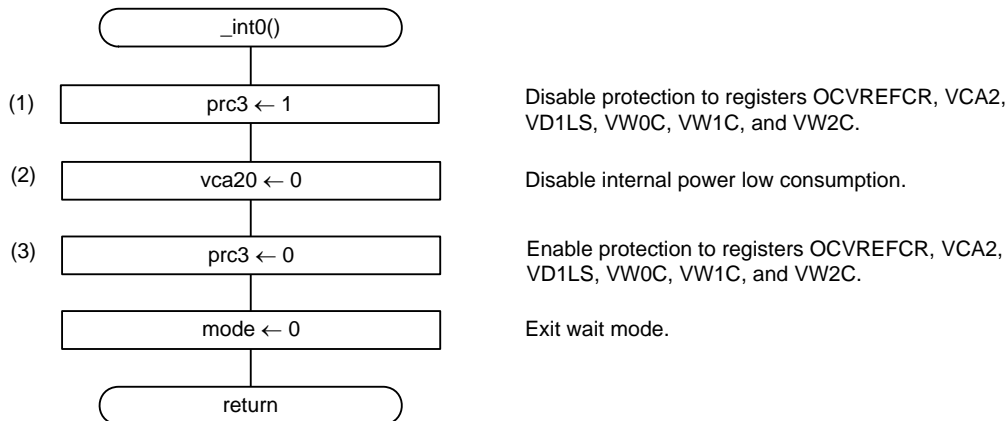 _int0()
(1)
prc3 ← 1
Disable protection to registers OCVREFCR, VCA2,
VD1LS, VW0C, VW1C, and VW2C.
(2)
vca20 ← 0
Disable internal power low consumption.
(3)
prc3 ← 0
Enable protection to registers OCVREFCR, VCA2,
VD1LS, VW0C, VW1C, and VW2C.
mode ← 0
Exit wait mode.
return